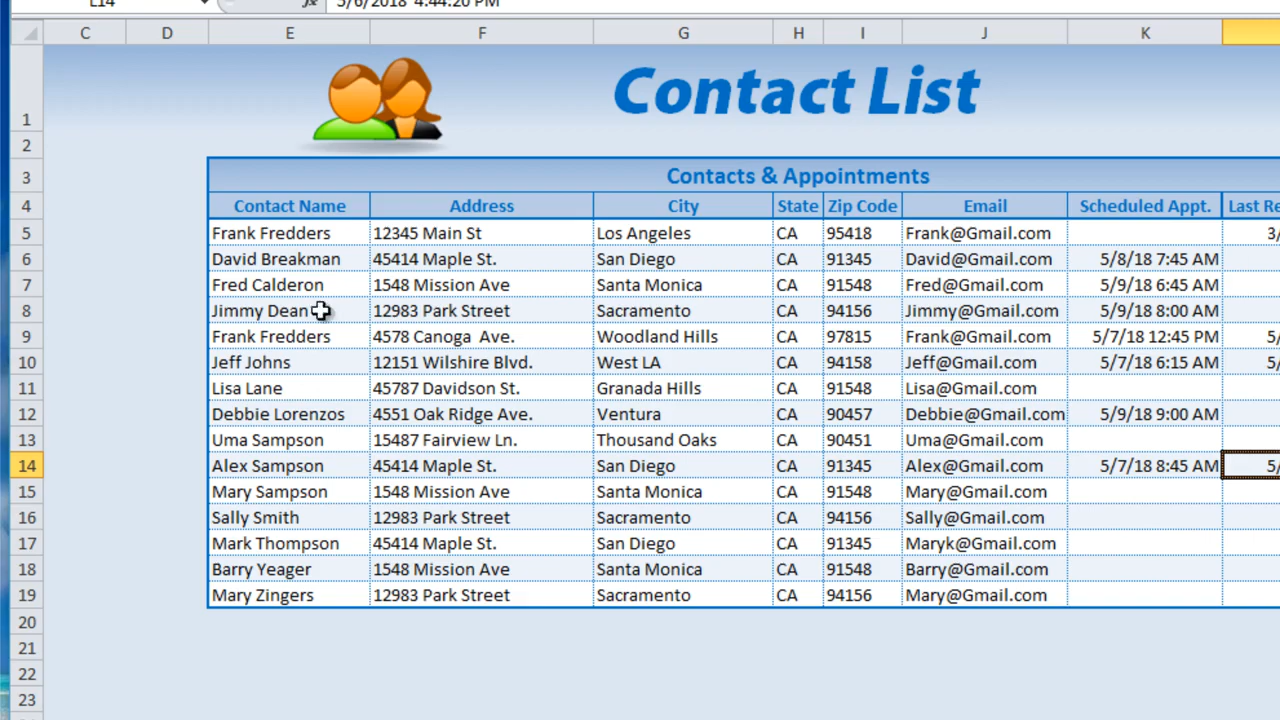 L14 fx 5/6/2018 4:44:20 PM
C D E F G H I J K
1 Contact List
2
3 Contacts & Appointments
4 Contact Name Address City State Zip Code Email Scheduled Appt. Last Re
5 Frank Fredders 12345 Main St Los Angeles CA 95418 Frank@Gmail.com 3/
6 David Breakman 45414 Maple St. San Diego CA 91345 David@Gmail.com 5/8/18 7:45 AM
7 Fred Calderon 1548 Mission Ave Santa Monica CA 91548 Fred@Gmail.com 5/9/18 6:45 AM
8 Jimmy Dean 12983 Park Street Sacramento CA 94156 Jimmy@Gmail.com 5/9/18 8:00 AM
9 Frank Fredders 4578 Canoga Ave. Woodland Hills CA 97815 Frank@Gmail.com 5/7/18 12:45 PM 5/
10 Jeff Johns 12151 Wilshire Blvd. West LA CA 94158 Jeff@Gmail.com 5/7/18 6:15 AM 5/
11 Lisa Lane 45787 Davidson St. Granada Hills CA 91548 Lisa@Gmail.com
12 Debbie Lorenzos 4551 Oak Ridge Ave. Ventura CA 90457 Debbie@Gmail.com 5/9/18 9:00 AM
13 Uma Sampson 15487 Fairview Ln. Thousand Oaks CA 90451 Uma@Gmail.com
14 Alex Sampson 45414 Maple St. San Diego CA 91345 Alex@Gmail.com 5/7/18 8:45 AM 5/
15 Mary Sampson 1548 Mission Ave Santa Monica CA 91548 Mary@Gmail.com
16 Sally Smith 12983 Park Street Sacramento CA 94156 Sally@Gmail.com
17 Mark Thompson 45414 Maple St. San Diego CA 91345 Maryk@Gmail.com
18 Barry Yeager 1548 Mission Ave Santa Monica CA 91548 Barry@Gmail.com
19 Mary Zingers 12983 Park Street Sacramento CA 94156 Mary@Gmail.com
20
21
22
23